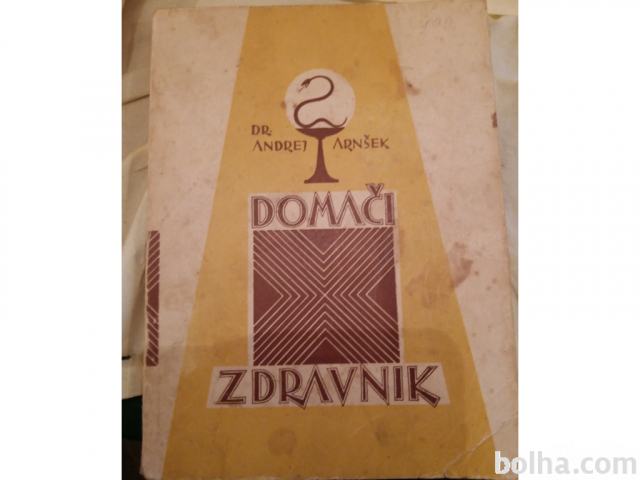 DR.
ANDREJ ARNŠEK
DOMAČI
ZDRAVNIK
bolha.com